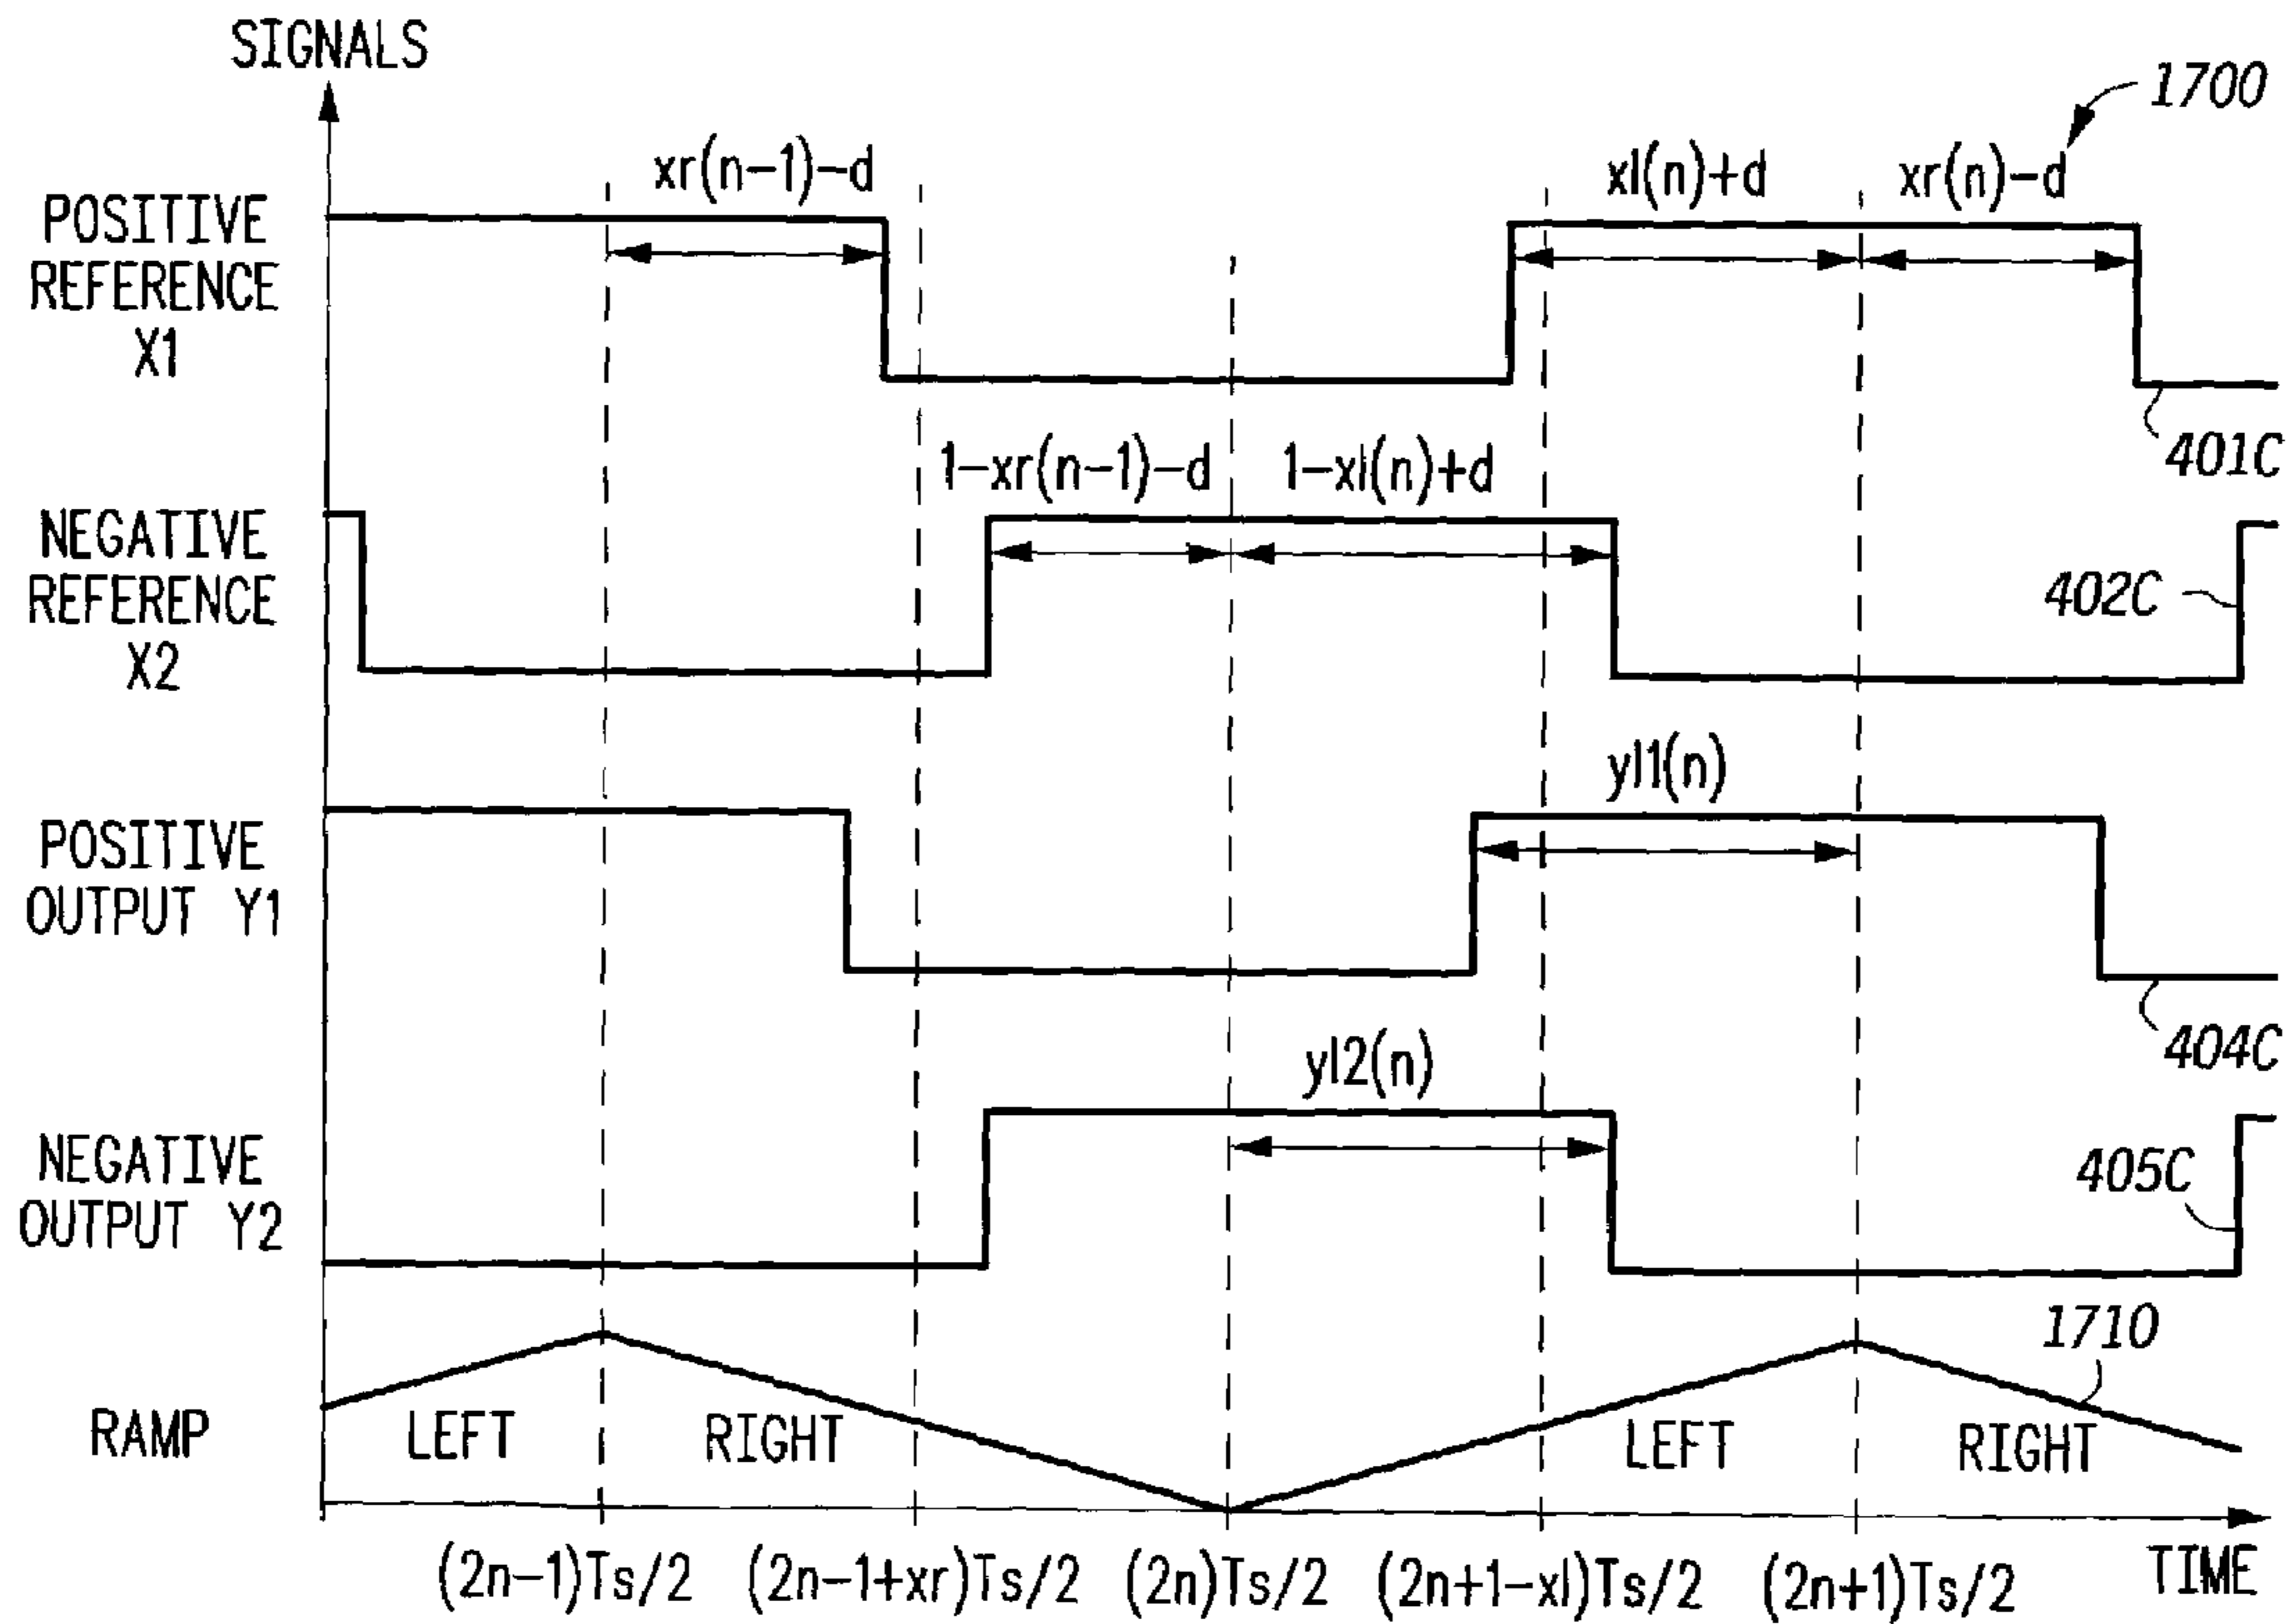 SIGNALS
1700
xr(n-1)-d
xl(n)+d
xr(n)-d
POSITIVE
REFERENCE
X1
401C
1-xr(n-1)-d
1-xl(n)+d
NEGATIVE
REFERENCE
X2
402C
yl1(n)
POSITIVE
OUTPUT Y1
404C
yl2(n)
NEGATIVE
OUTPUT Y2
405C
1710
RAMP
LEFT
RIGHT
LEFT
RIGHT
(2n-1)Ts/2
(2n-1+xr)Ts/2
(2n)Ts/2
(2n+1-xl)Ts/2
(2n+1)Ts/2
TIME